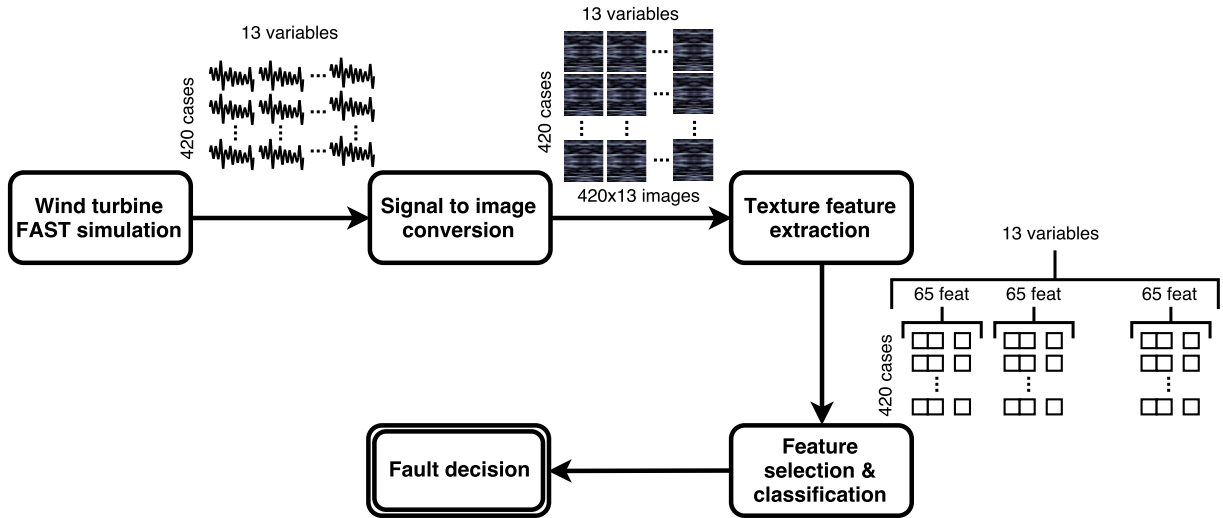 13 variables
420 cases
13 variables
420 cases
420x13 images
Wind turbine
FAST simulation
Signal to image
conversion
Texture feature
extraction
13 variables
65 feat
65 feat
65 feat
420 cases
Feature
selection &
classification
Fault decision